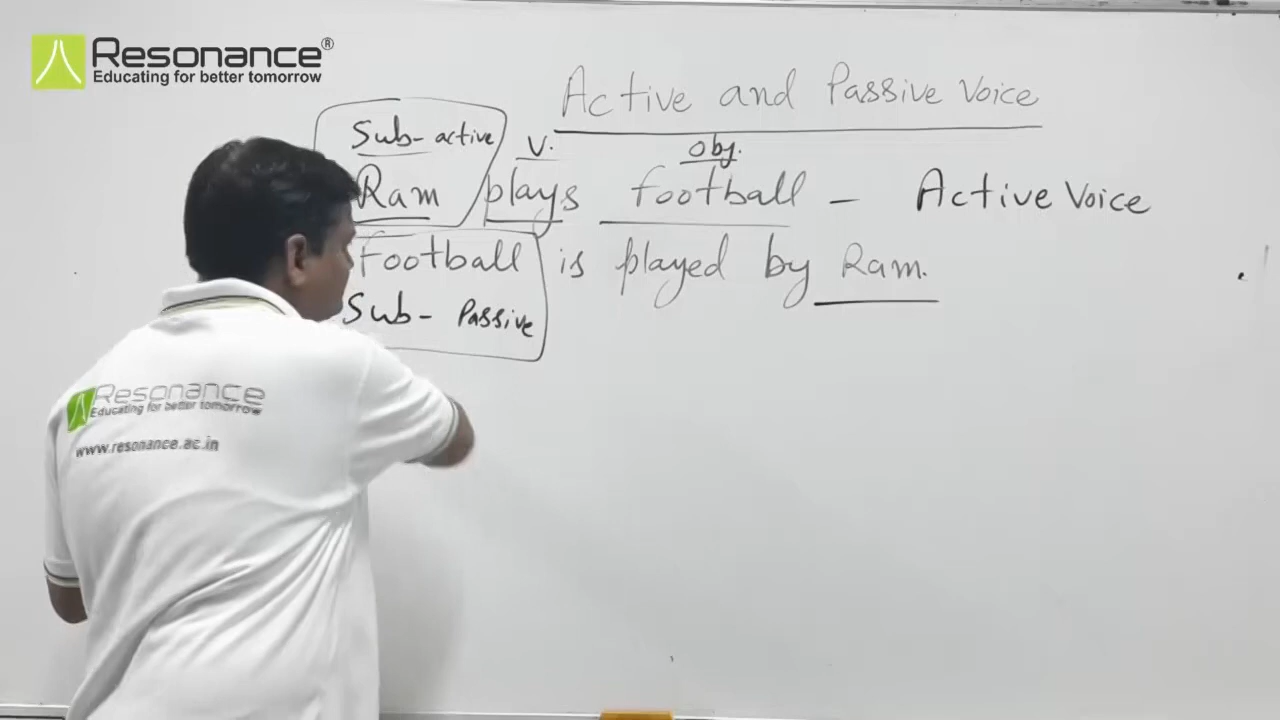 Resonance®
Educating for better tomorrow
Active and Passive Voice
Sub- active V. Obj.
Ram plays football - Active Voice
Football is played by Ram.
Sub- Passive
Resonance
Educating for better tomorrow
www.resonance.ac.in